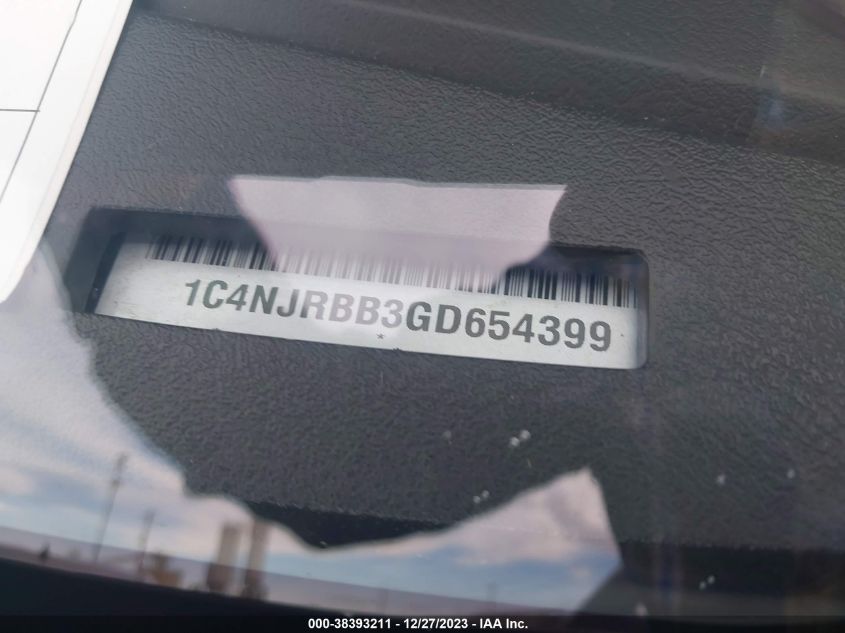 1C4NJRBB3GD654399
*
000-38393211 - 12/27/2023 - IAA Inc.